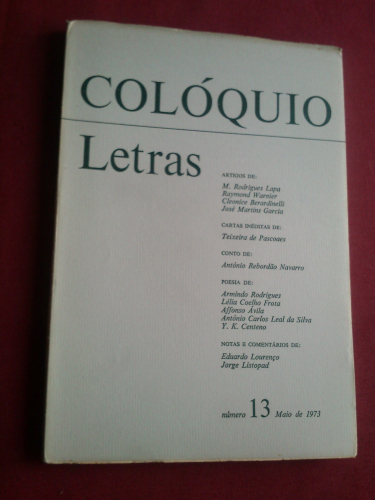 COLÓQUIO
Letras
ARTIGOS DE:
M. Rodrigues Lapa
Raymond Warnier
Cleonice Berardinelli
José Martins Garcia
CARTAS INÉDITAS DE:
Teixeira de Pascoaes
CONTO DE:
António Rebordão Navarro
POESIA DE:
Armindo Rodrigues
Lélia Coelho Frota
Affonso Ávila
António Carlos Leal da Silva
Y. K. Centeno
NOTAS E COMENTÁRIOS DE:
Eduardo Lourenço
Jorge Listopad
número 13 Maio de 1973